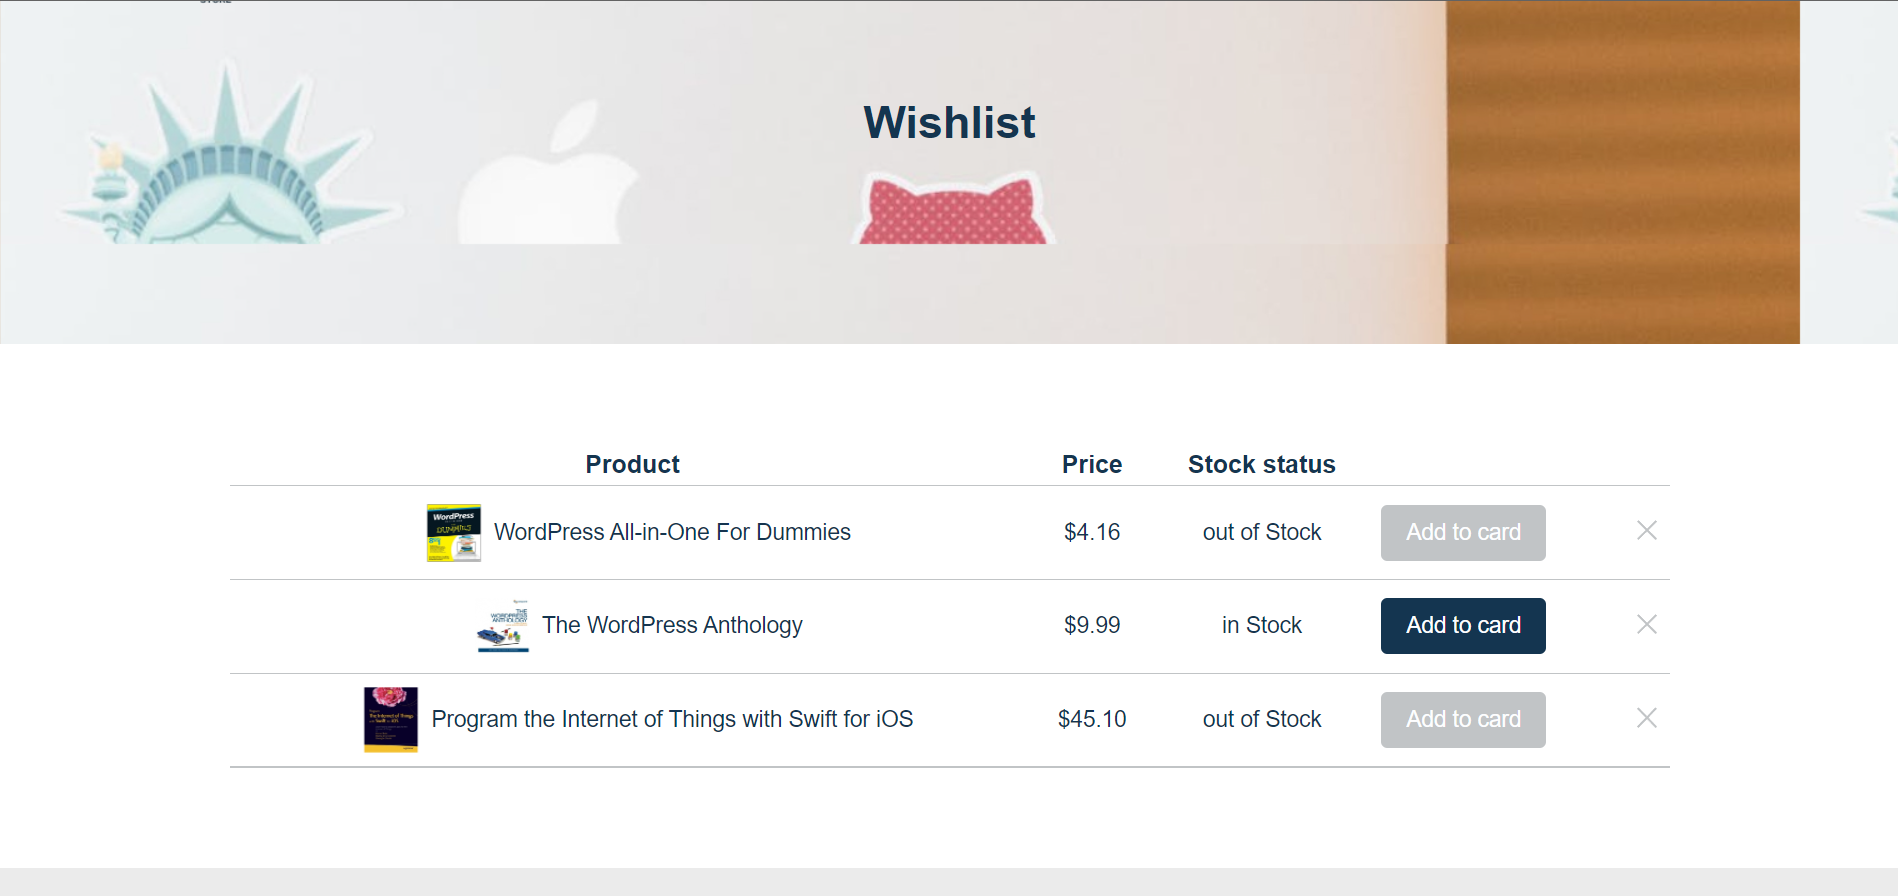 Wishlist
Product Price Stock status
WordPress All-in-One For Dummies $4.16 out of Stock Add to card
The WordPress Anthology $9.99 in Stock Add to card
Program the Internet of Things with Swift for iOS $45.10 out of Stock Add to card